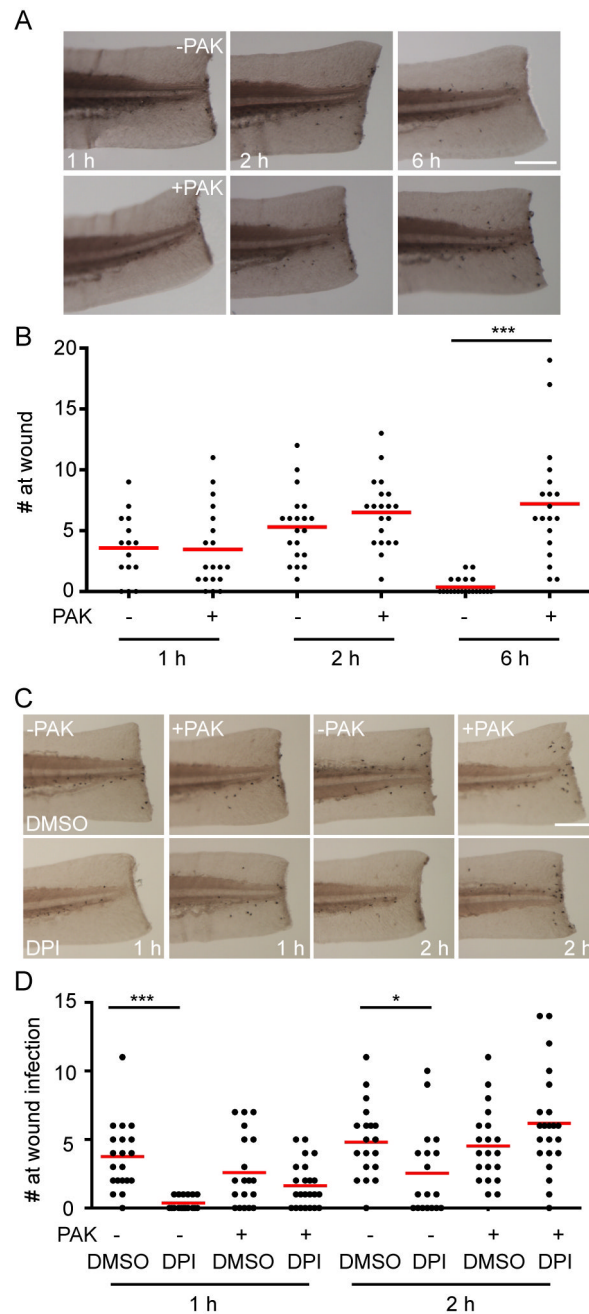 A
-PAK
1 h 2 h 6 h
+PAK
B
***
20
15
10
5
0
# at wound
PAK - + - + - +
1 h 2 h 6 h
C
-PAK +PAK -PAK +PAK
DMSO
DPI 1 h 1 h 2 h 2 h
D
*** *
15
10
5
0
# at wound infection
PAK - - + + - - + +
DMSO DPI DMSO DPI DMSO DPI DMSO DPI
1 h 2 h